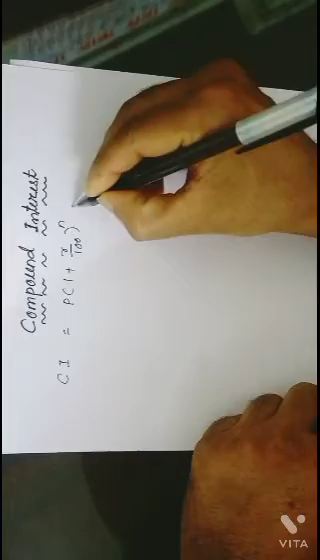 Compound Interest
CI = P(1 + r/100)^n
VITA